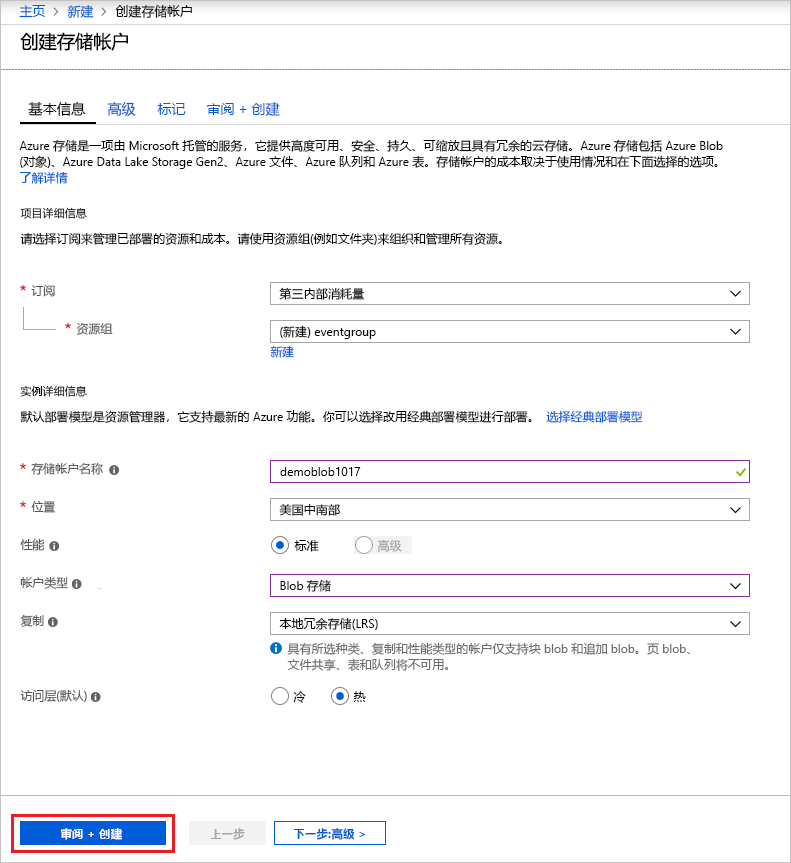 主页 > 新建 > 创建存储帐户
创建存储帐户
基本信息 高级 标记 审阅 + 创建
Azure 存储是一项由 Microsoft 托管的服务，它提供高度可用、安全、持久、可缩放且具有冗余的云存储。Azure 存储包括 Azure Blob
(对象)、Azure Data Lake Storage Gen2、Azure 文件、Azure 队列和 Azure 表。存储帐户的成本取决于使用情况和在下面选择的选项。
了解详情
项目详细信息
请选择订阅来管理已部署的资源和成本。请使用资源组(例如文件夹)来组织和管理所有资源。
* 订阅 第三内部消耗量
* 资源组 (新建) eventgroup
新建
实例详细信息
默认部署模型是资源管理器，它支持最新的 Azure 功能。你可以选择改用经典部署模型进行部署。 选择经典部署模型
* 存储帐户名称 demoblob1017
* 位置 美国中南部
性能 标准 高级
帐户类型 Blob 存储
复制 本地冗余存储(LRS)
具有所选种类、复制和性能类型的帐户仅支持块 blob 和追加 blob。页 blob、
文件共享、表和队列将不可用。
访问层(默认) 冷 热
审阅 + 创建 上一步 下一步:高级 >